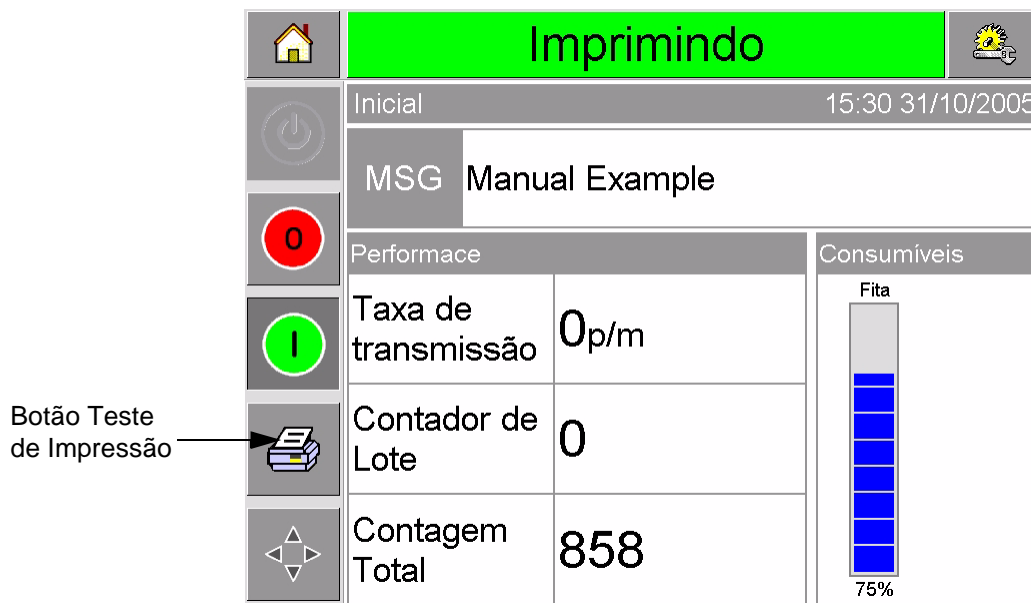 Imprimindo
Inicial 15:30 31/10/2005
MSG Manual Example
0
Performace
Consumíveis
Taxa de
transmissão
0p/m
Fita
I
Botão Teste
de Impressão
Contador de
Lote
0
Contagem
Total
858
75%